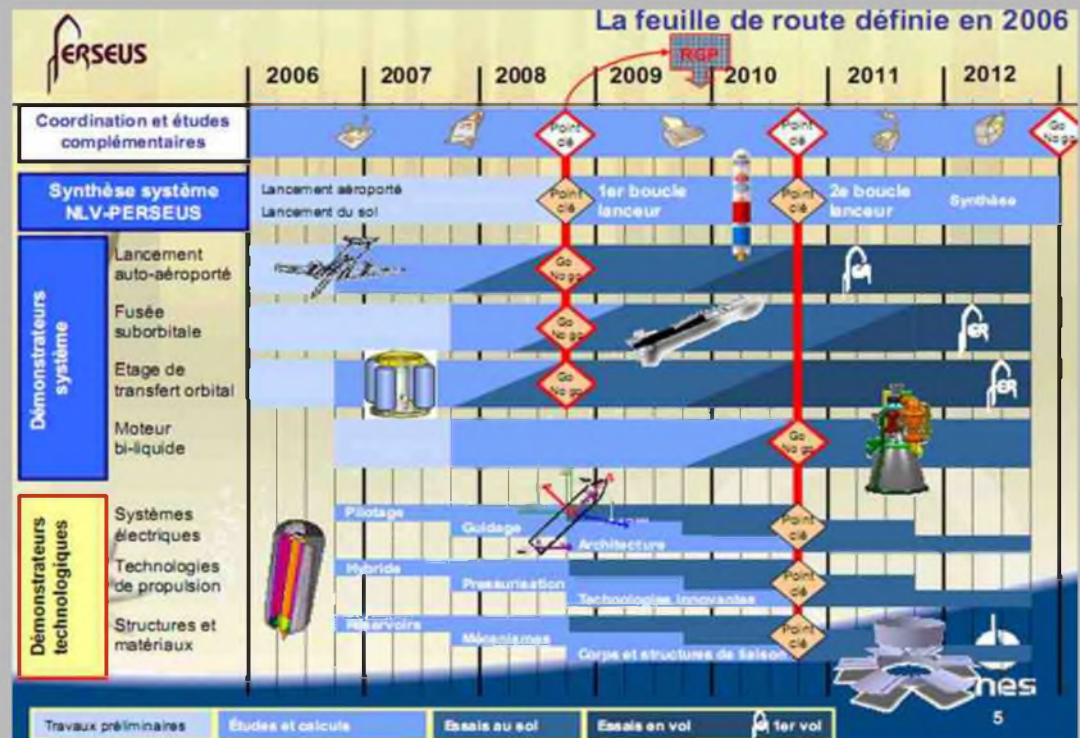 La feuille de route définie en 2006
PERSEUS
RGP
2006 2007 2008 2009 2010 2011 2012
Coordination et études
complémentaires
Point
clé
Point
clé
Go
No go
Synthèse système
NLV-PERSEUS
Lancement aéroporté
Lancement du sol
Point
clé
1er boucle
lanceur
Point
clé
2e boucle
lanceur
Synthèse
Démonstrateurs
système
Lancement
auto-aéroporté
Go
No go
Fusée
suborbitale
Go
No go
Etage de
transfert orbital
Go
No go
Moteur
bi-liquide
Go
No go
Démonstrateurs
technologiques
Systèmes
électriques
Pilotage
Guidage
Architecture
Point
clé
Technologies
de propulsion
Hybride
Pressurisation
Technologies innovantes
Point
clé
Structures et
matériaux
Réservoirs
Mécanismes
Corps et structures de liaison
Point
clé
cnes
5
Travaux préliminaires
Études et calculs
Essais au sol
Essais en vol
1er vol